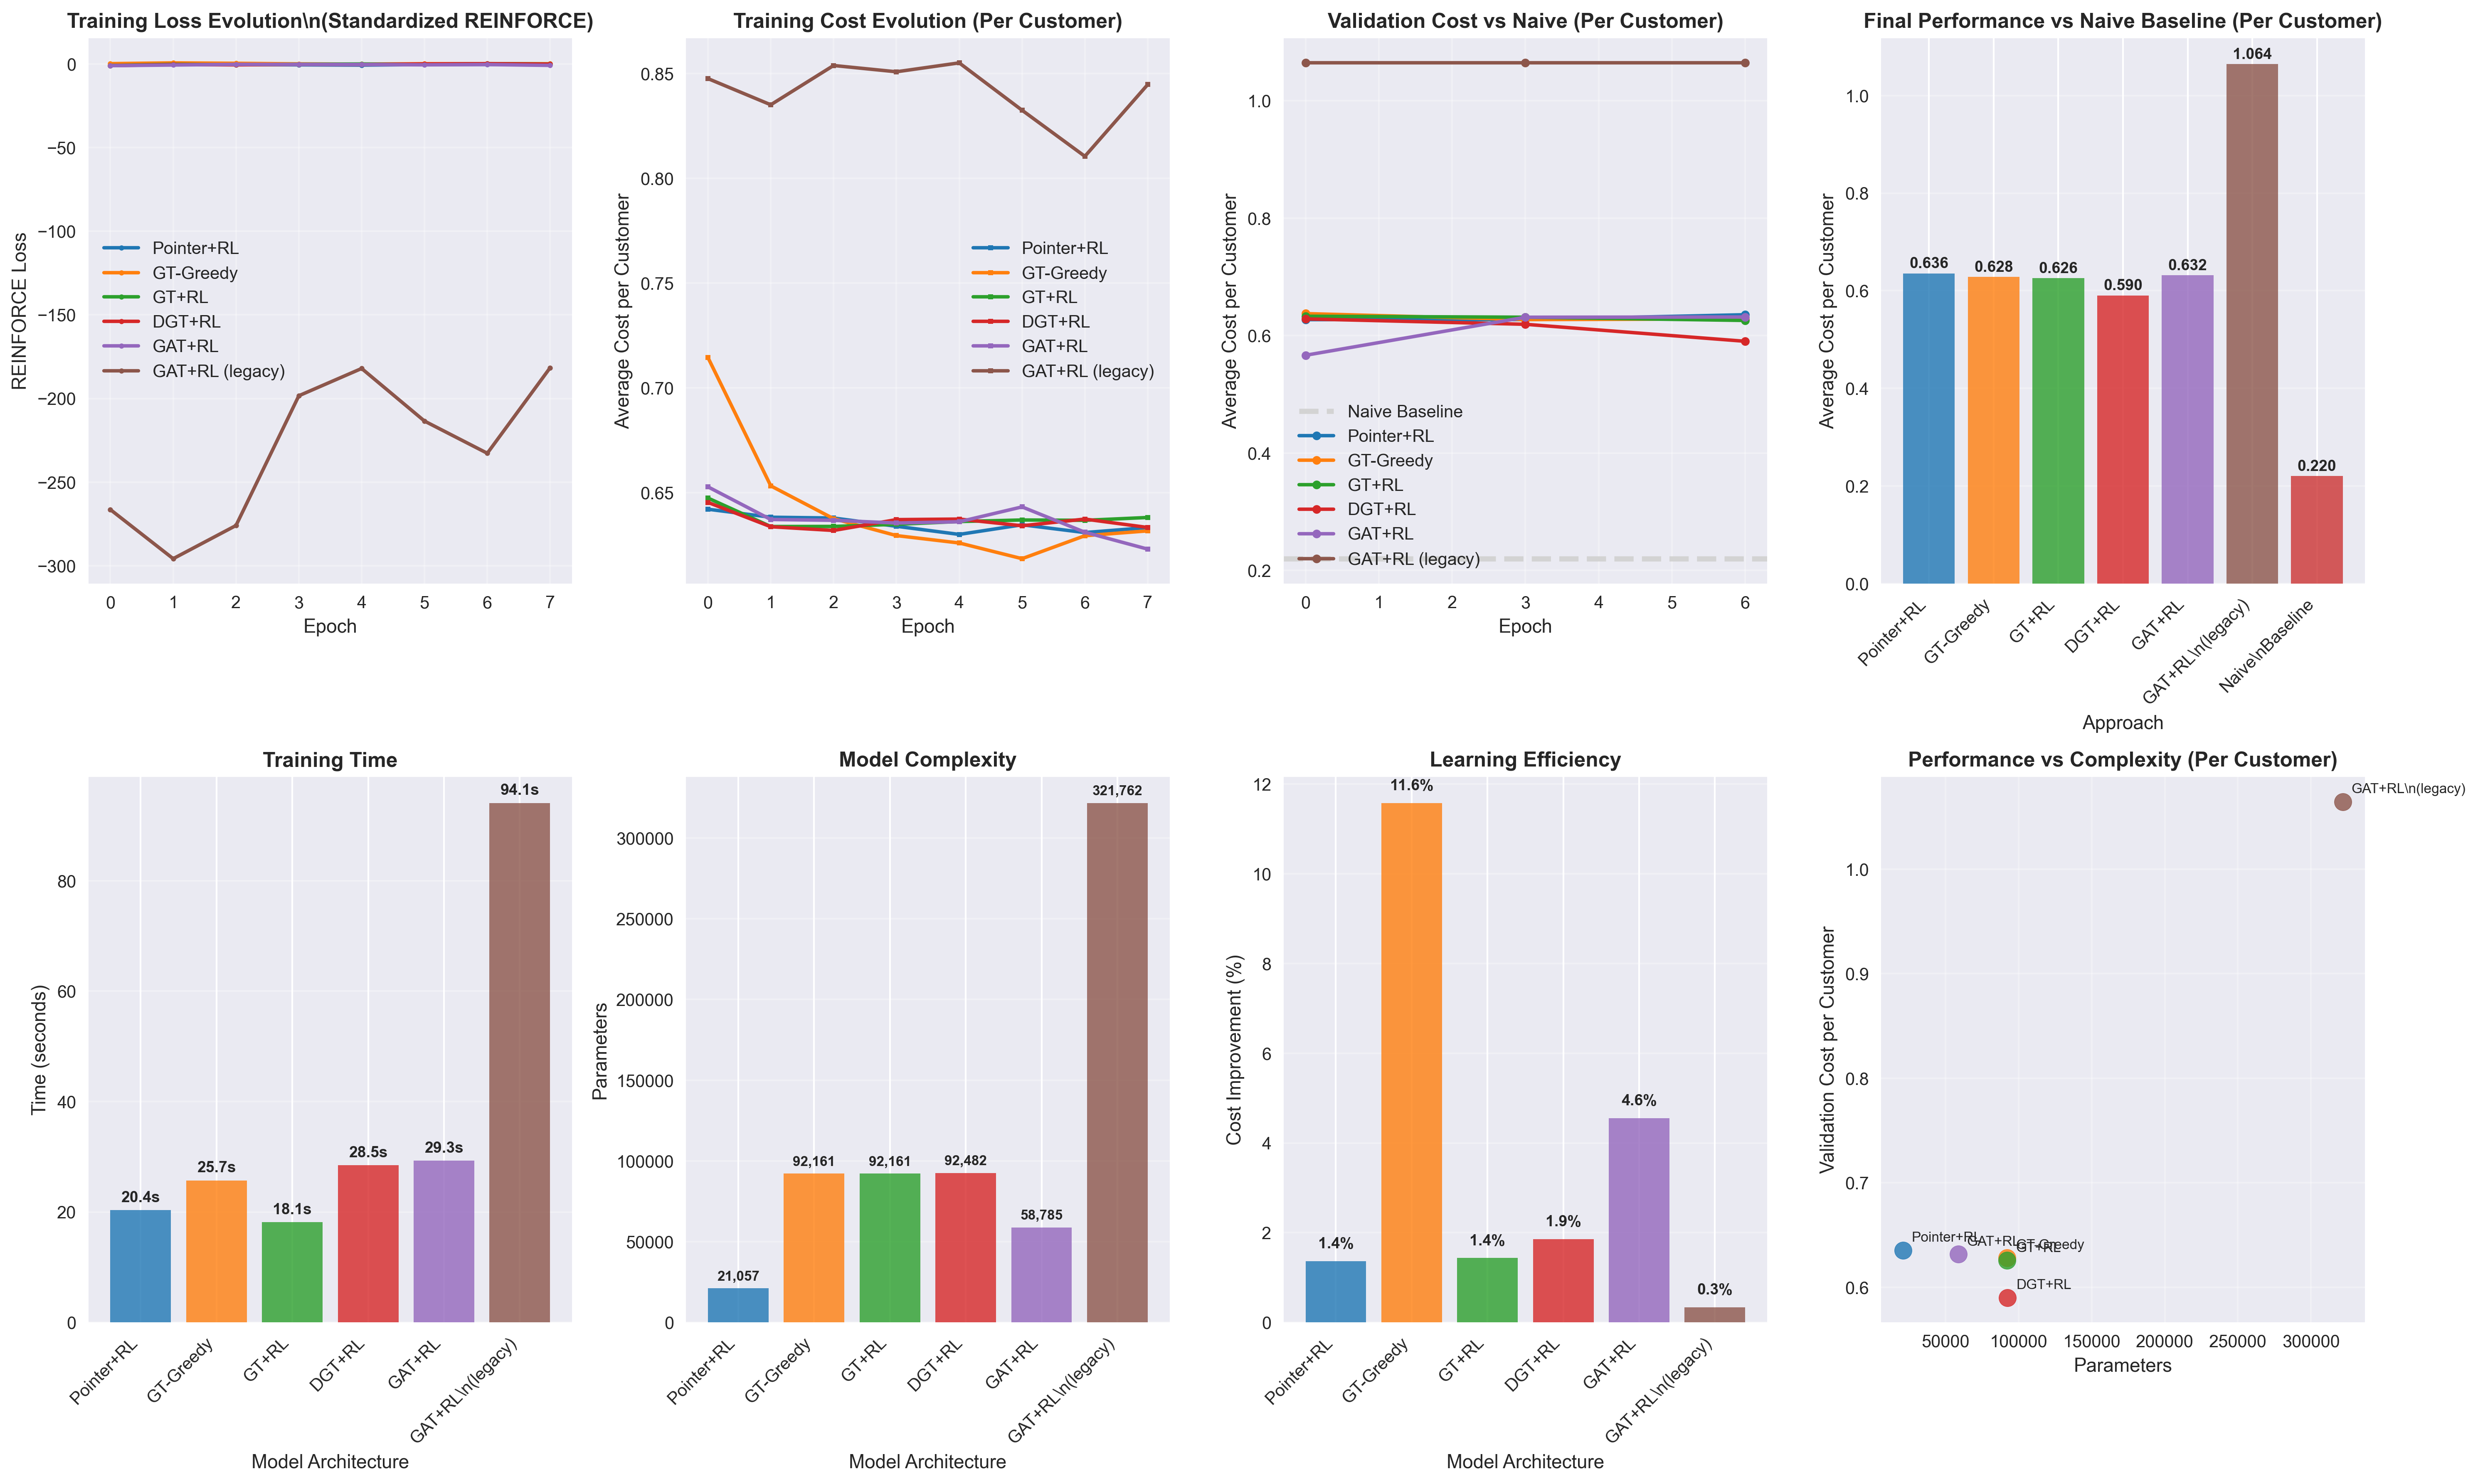 Training Loss Evolution\n(Standardized REINFORCE)
REINFORCE Loss
0
−50
−100
−150
−200
−250
−300
Pointer+RL
GT-Greedy
GT+RL
DGT+RL
GAT+RL
GAT+RL (legacy)
0 1 2 3 4 5 6 7
Epoch
Training Cost Evolution (Per Customer)
Average Cost per Customer
0.85
0.80
0.75
0.70
0.65
Pointer+RL
GT-Greedy
GT+RL
DGT+RL
GAT+RL
GAT+RL (legacy)
0 1 2 3 4 5 6 7
Epoch
Validation Cost vs Naive (Per Customer)
Average Cost per Customer
1.0
0.8
0.6
0.4
0.2
Naive Baseline
Pointer+RL
GT-Greedy
GT+RL
DGT+RL
GAT+RL
GAT+RL (legacy)
0 1 2 3 4 5 6
Epoch
Final Performance vs Naive Baseline (Per Customer)
Average Cost per Customer
1.0
0.8
0.6
0.4
0.2
0.0
0.636
0.628
0.626
0.590
0.632
1.064
0.220
Pointer+RL
GT-Greedy
GT+RL
DGT+RL
GAT+RL
GAT+RL\n(legacy)
Naive\nBaseline
Approach
Training Time
Time (seconds)
80
60
40
20
0
20.4s
25.7s
18.1s
28.5s
29.3s
94.1s
Pointer+RL
GT-Greedy
GT+RL
DGT+RL
GAT+RL
GAT+RL\n(legacy)
Model Architecture
Model Complexity
Parameters
300000
250000
200000
150000
100000
50000
0
21,057
92,161
92,161
92,482
58,785
321,762
Pointer+RL
GT-Greedy
GT+RL
DGT+RL
GAT+RL
GAT+RL\n(legacy)
Model Architecture
Learning Efficiency
Cost Improvement (%)
12
10
8
6
4
2
0
1.4%
11.6%
1.4%
1.9%
4.6%
0.3%
Pointer+RL
GT-Greedy
GT+RL
DGT+RL
GAT+RL
GAT+RL\n(legacy)
Model Architecture
Performance vs Complexity (Per Customer)
Validation Cost per Customer
1.0
0.9
0.8
0.7
0.6
GAT+RL\n(legacy)
Pointer+RL
GAT+RL
GT-Greedy
GT+RL
DGT+RL
50000 100000 150000 200000 250000 300000
Parameters